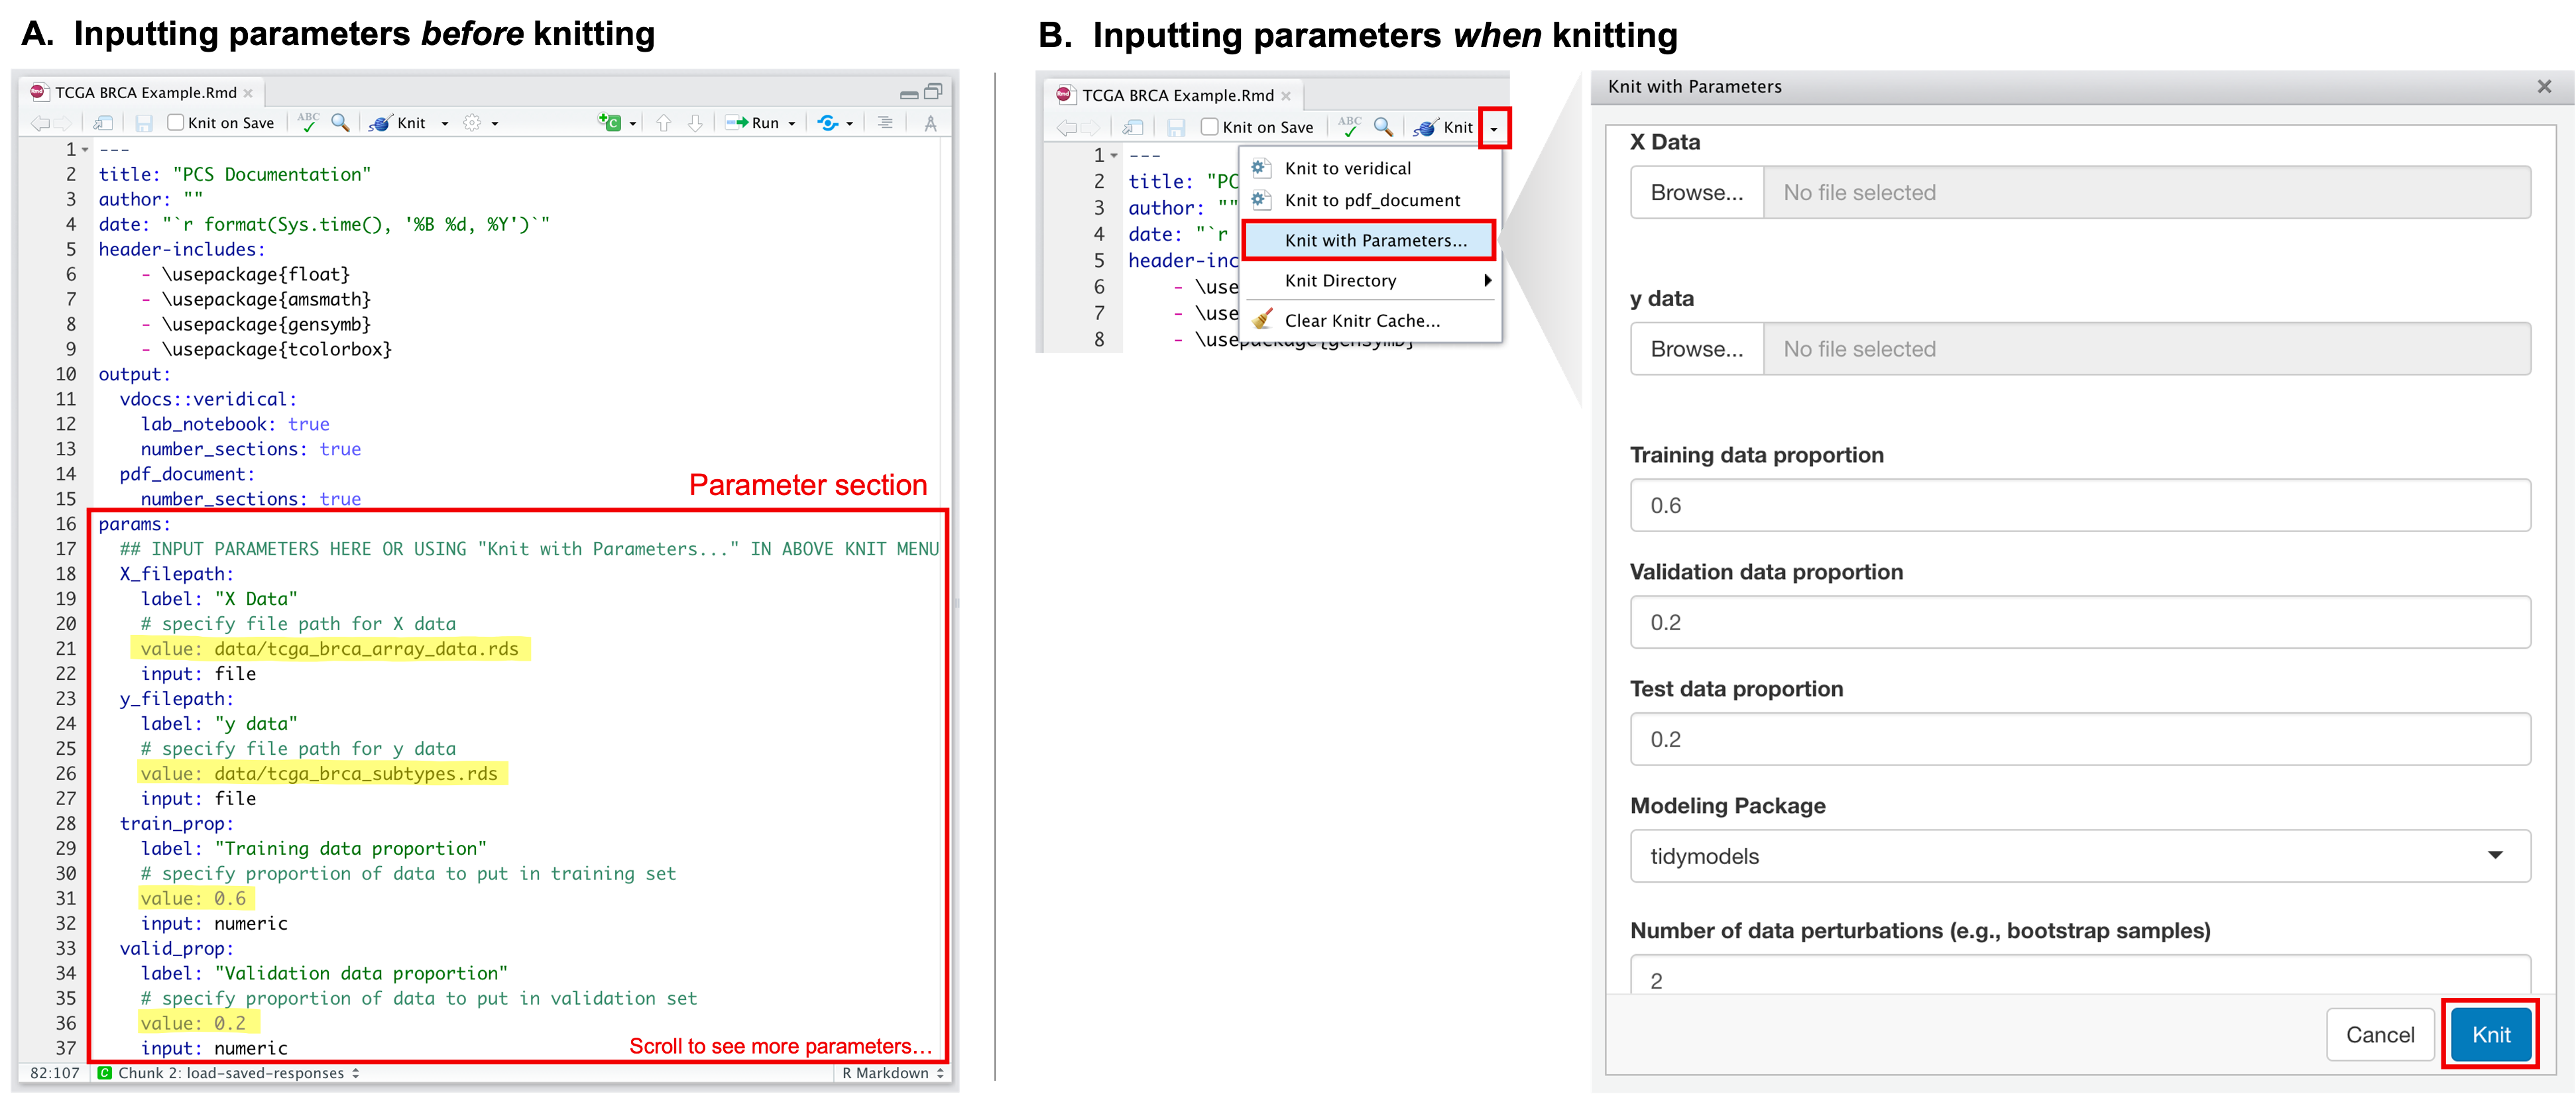 A. Inputting parameters before knitting
TCGA BRCA Example.Rmd
Knit on Save
ABC
Knit
Run
1 ---
2 title: "PCS Documentation"
3 author: ""
4 date: "`r format(Sys.time(), '%B %d, %Y')`"
5 header-includes:
6 - \usepackage{float}
7 - \usepackage{amsmath}
8 - \usepackage{gensymb}
9 - \usepackage{tcolorbox}
10 output:
11 vdocs::veridical:
12 lab_notebook: true
13 number_sections: true
14 pdf_document:
15 number_sections: true
Parameter section
16 params:
17 ## INPUT PARAMETERS HERE OR USING "Knit with Parameters..." IN ABOVE KNIT MENU
18 X_filepath:
19 label: "X Data"
20 # specify file path for X data
21 value: data/tcga_brca_array_data.rds
22 input: file
23 y_filepath:
24 label: "y data"
25 # specify file path for y data
26 value: data/tcga_brca_subtypes.rds
27 input: file
28 train_prop:
29 label: "Training data proportion"
30 # specify proportion of data to put in training set
31 value: 0.6
32 input: numeric
33 valid_prop:
34 label: "Validation data proportion"
35 # specify proportion of data to put in validation set
36 value: 0.2
37 input: numeric
Scroll to see more parameters...
82:107 C Chunk 2: load-saved-responses R Markdown
B. Inputting parameters when knitting
TCGA BRCA Example.Rmd
Knit on Save
ABC
Knit
1 ---
2 title: "PC
3 author: ""
4 date: "`r
5 header-inc
6 - \use
7 - \use
8 - \usepackage{gensymb}
Knit to veridical
Knit to pdf_document
Knit with Parameters...
Knit Directory
Clear Knitr Cache...
Knit with Parameters
X Data
Browse... No file selected
y data
Browse... No file selected
Training data proportion
0.6
Validation data proportion
0.2
Test data proportion
0.2
Modeling Package
tidymodels
Number of data perturbations (e.g., bootstrap samples)
2
Cancel
Knit